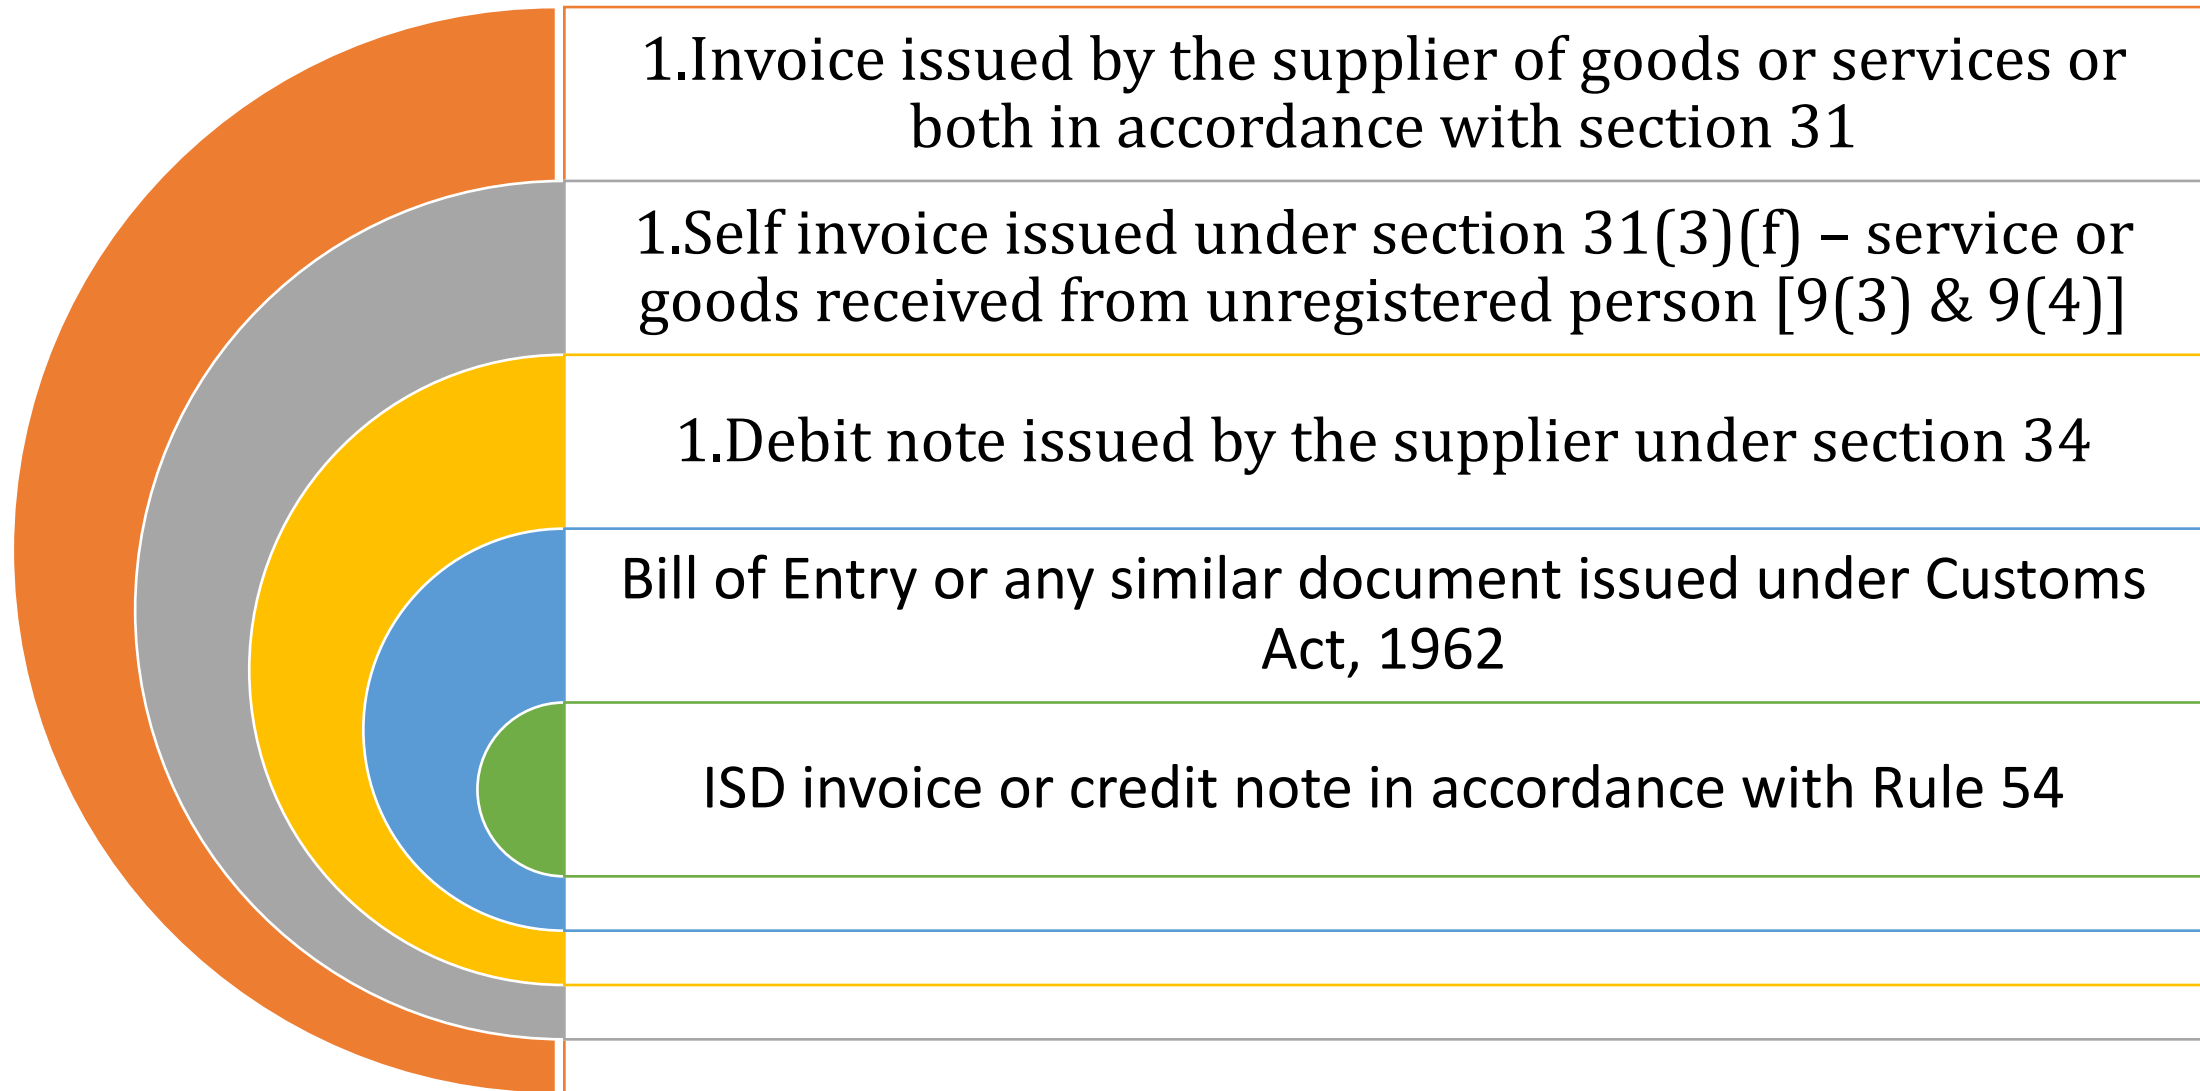 1.Invoice issued by the supplier of goods or services or
both in accordance with section 31
1.Self invoice issued under section 31(3)(f) – service or
goods received from unregistered person [9(3) & 9(4)]
1.Debit note issued by the supplier under section 34
Bill of Entry or any similar document issued under Customs
Act, 1962
ISD invoice or credit note in accordance with Rule 54